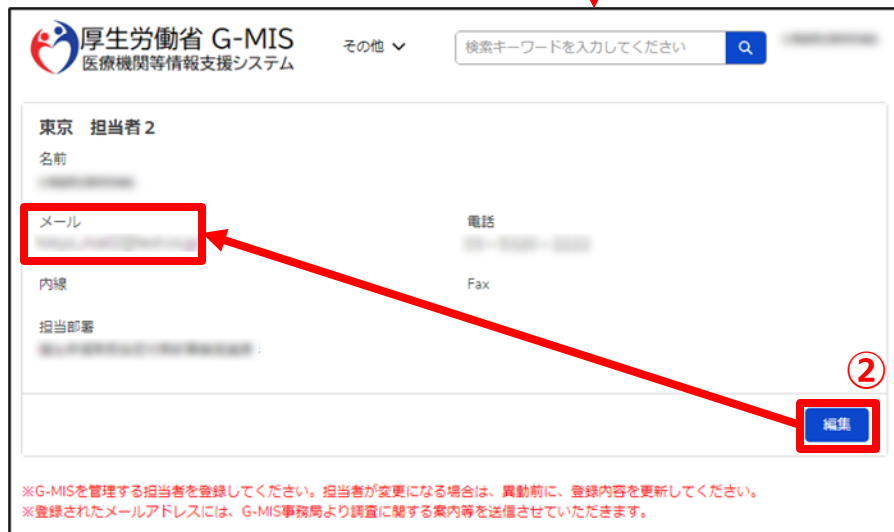 厚生労働省 G-MIS
医療機関等情報支援システム
その他
検索キーワードを入力してください
東京　担当者2
名前
メール
電話
内線
Fax
担当部署
②
編集
※G-MISを管理する担当者を登録してください。担当者が変更になる場合は、異動前に、登録内容を更新してください。
※登録されたメールアドレスには、G-MIS事務局より調査に関する案内等を送信させていただきます。